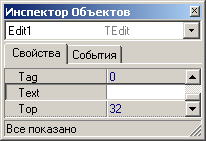 Инспектор Объектов
Edit1 TEdit
Свойства События
Tag 0
Text
Top 32
Все показано